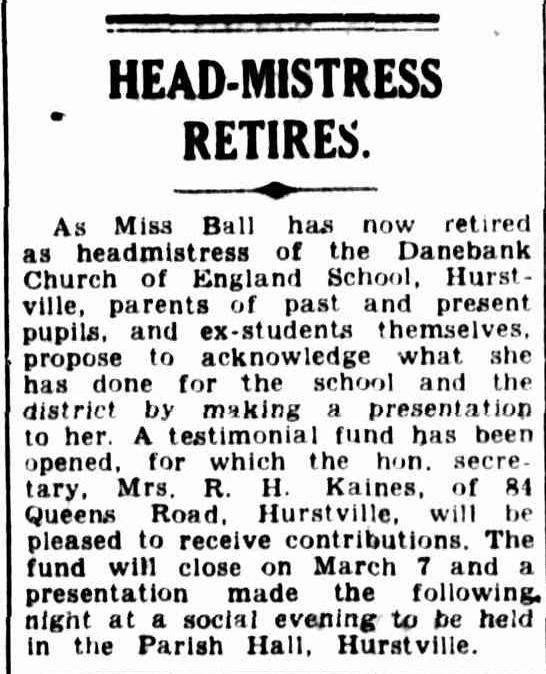 HEAD-MISTRESS
RETIRES.
As Miss Ball has now retired
as headmistress of the Danebank
Church of England School, Hurst-
ville, parents of past and present
pupils, and ex-students themselves,
propose to acknowledge what she
has done for the school and the
district by making a presentation
to her. A testimonial fund has been
opened, for which the hon. secre-
tary, Mrs. R. H. Kaines, of 84
Queens Road, Hurstville, will be
pleased to receive contributions. The
fund will close on March 7 and a
presentation made the following
night at a social evening to be held
in the Parish Hall, Hurstville.